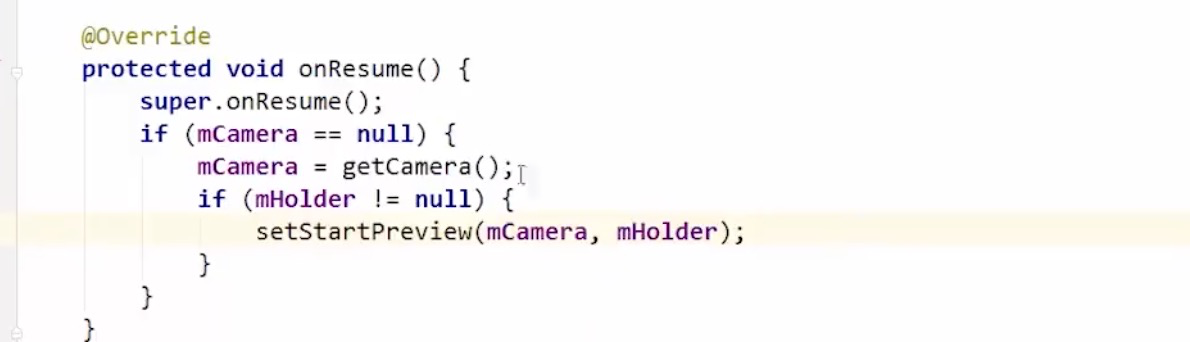 @Override
protected void onResume() {
super.onResume();
if (mCamera == null) {
mCamera = getCamera();
if (mHolder != null) {
setStartPreview(mCamera, mHolder);
}
}
}